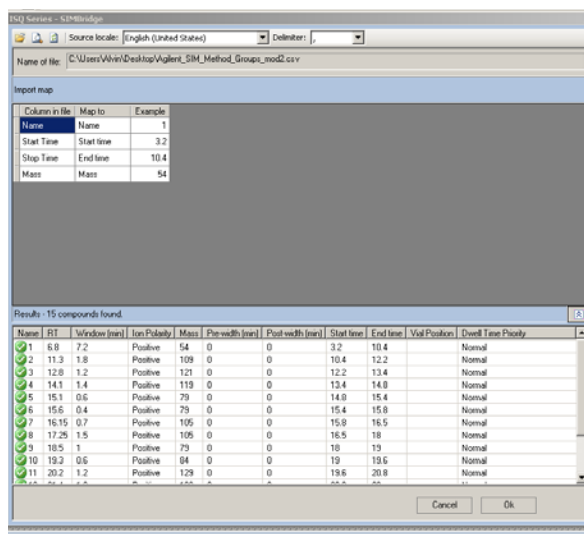 ISQ Series - SIMBridge
Source locale: English (United States) Delimiter: ,
Name of file: C:\Users\Alvin\Desktop\Agilent_SIM_Method_Groups_mod2.csv
Import map
Column in file Map to Example
Name Name 1
Start Time Start time 3.2
Stop Time End time 10.4
Mass Mass 54
Results - 15 compounds found.
Name RT Window (min) Ion Polarity Mass Pre-width (min) Post-width (min) Start time End time Vial Position Dwell Time Priority
1 6.8 7.2 Positive 54 0 0 3.2 10.4 Normal
2 11.3 1.8 Positive 109 0 0 10.4 12.2 Normal
3 12.8 1.2 Positive 121 0 0 12.2 13.4 Normal
4 14.1 1.4 Positive 119 0 0 13.4 14.8 Normal
5 15.1 0.6 Positive 79 0 0 14.8 15.4 Normal
6 15.6 0.4 Positive 79 0 0 15.4 15.8 Normal
7 16.15 0.7 Positive 105 0 0 15.8 16.5 Normal
8 17.25 1.5 Positive 105 0 0 16.5 18 Normal
9 18.5 1 Positive 79 0 0 18 19 Normal
10 19.3 0.6 Positive 84 0 0 19 19.6 Normal
11 20.2 1.2 Positive 129 0 0 19.6 20.8 Normal
Cancel Ok